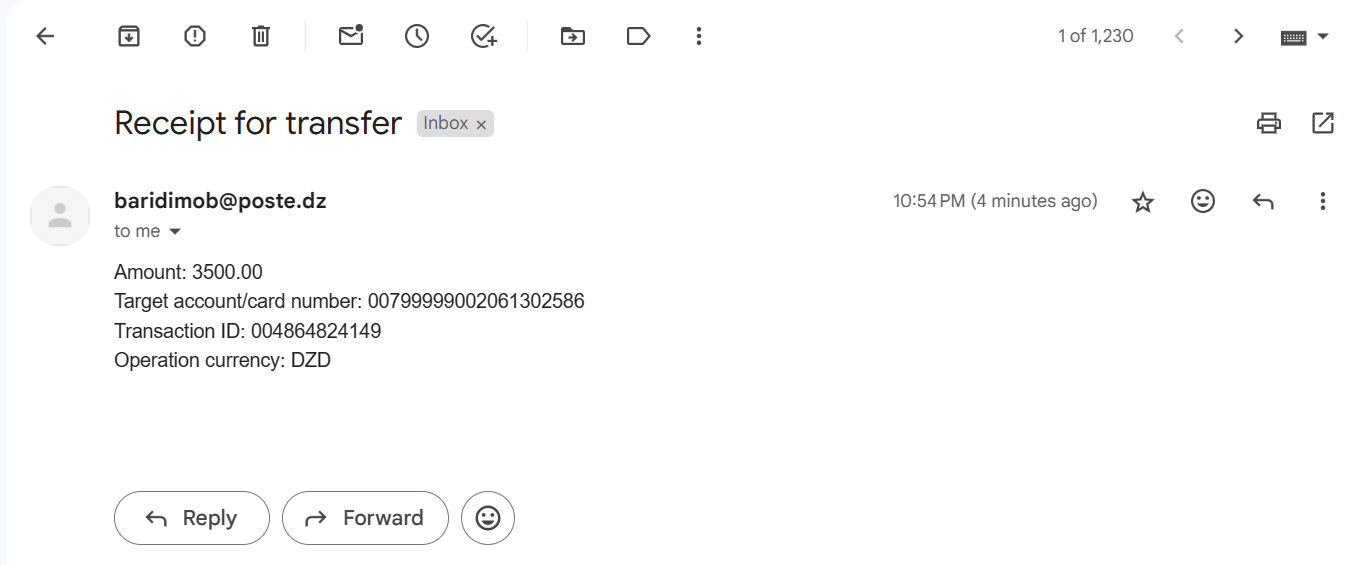 1 of 1,230
Receipt for transfer Inbox ×
baridimob@poste.dz 10:54 PM (4 minutes ago)
to me
Amount: 3500.00
Target account/card number: 00799999002061302586
Transaction ID: 004864824149
Operation currency: DZD
Reply Forward